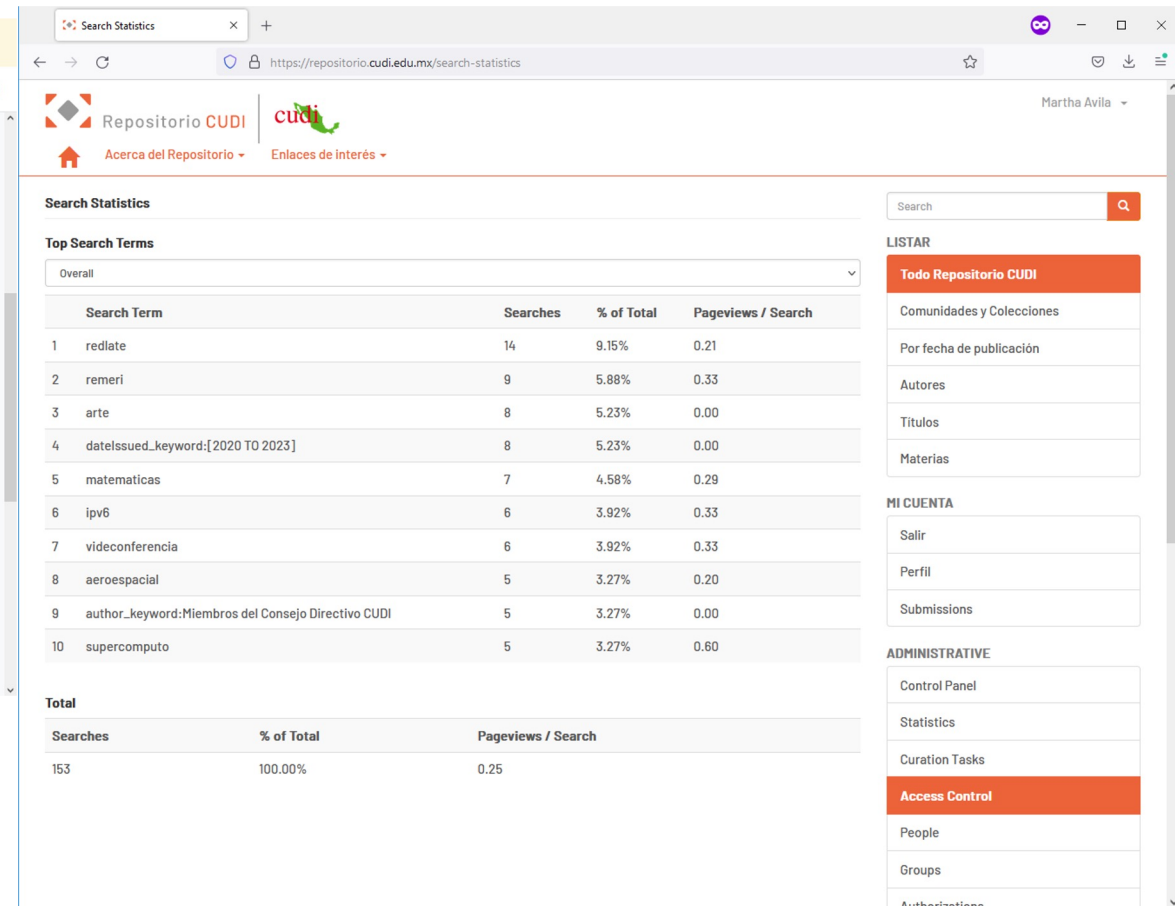 Search Statistics
https://repositorio.cudi.edu.mx/search-statistics
Repositorio CUDI
cudi
Martha Avila
Acerca del Repositorio
Enlaces de interés
Search Statistics
Top Search Terms
Overall
Search Term Searches % of Total Pageviews / Search
1 redlate 14 9.15% 0.21
2 remeri 9 5.88% 0.33
3 arte 8 5.23% 0.00
4 dateIssued_keyword:[2020 TO 2023] 8 5.23% 0.00
5 matematicas 7 4.58% 0.29
6 ipv6 6 3.92% 0.33
7 videconferencia 6 3.92% 0.33
8 aeroespacial 5 3.27% 0.20
9 author_keyword:Miembros del Consejo Directivo CUDI 5 3.27% 0.00
10 supercomputo 5 3.27% 0.60
Total
Searches % of Total Pageviews / Search
153 100.00% 0.25
Search
LISTAR
Todo Repositorio CUDI
Comunidades y Colecciones
Por fecha de publicación
Autores
Títulos
Materias
MI CUENTA
Salir
Perfil
Submissions
ADMINISTRATIVE
Control Panel
Statistics
Curation Tasks
Access Control
People
Groups
Authorizations